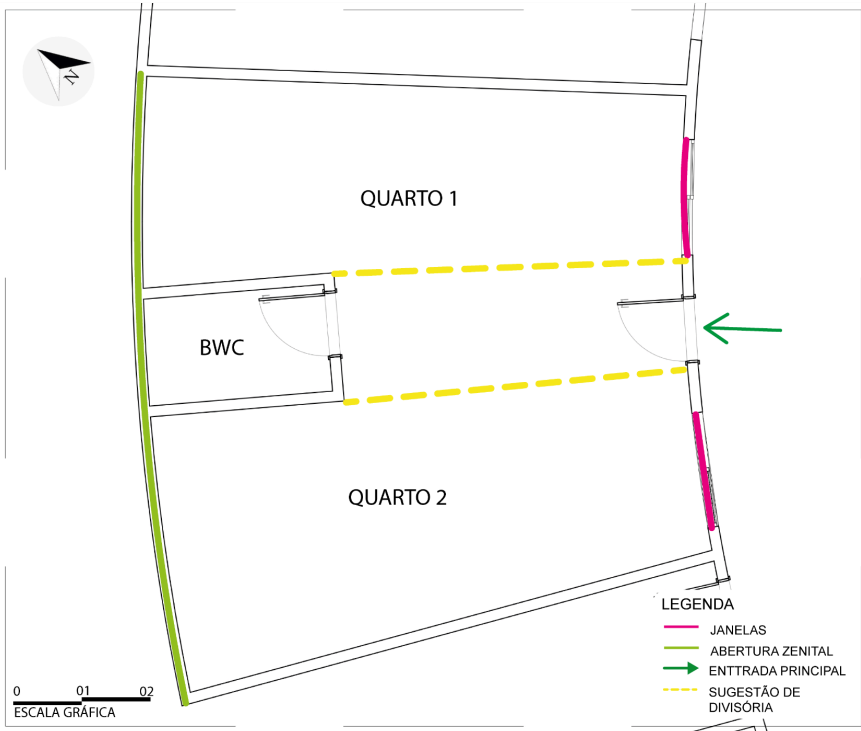 N
QUARTO 1
BWC
QUARTO 2
LEGENDA
JANELAS
ABERTURA ZENITAL
ENTTRADA PRINCIPAL
SUGESTÃO DE
DIVISÓRIA
0 01 02
ESCALA GRÁFICA